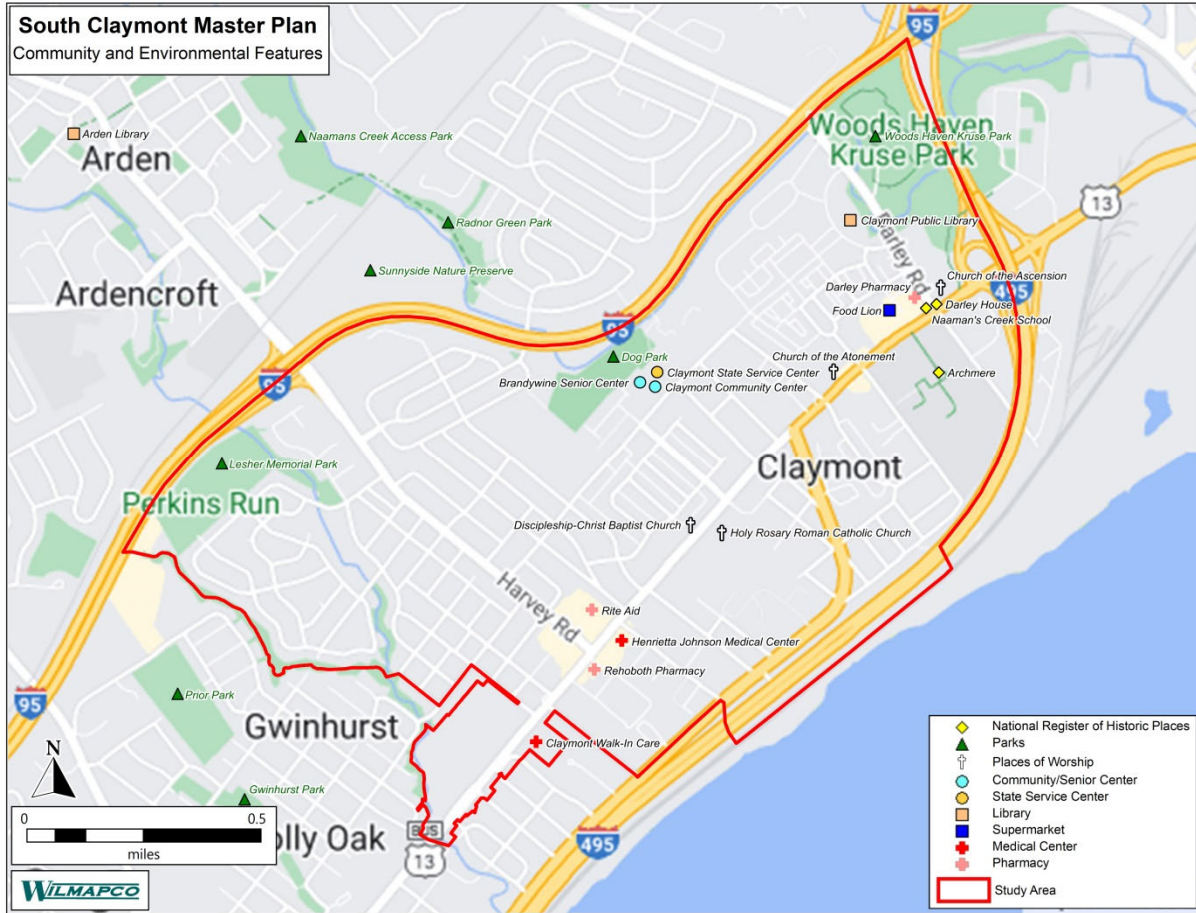 South Claymont Master Plan
Community and Environmental Features
95
Woods Haven
Kruse Park
Woods Haven Kruse Park
Arden Library
Arden
Naamans Creek Access Park
13
Radnor Green Park
Claymont Public Library
Darley Rd
Sunnyside Nature Preserve
Ardencroft
Church of the Ascension
495
Darley Pharmacy
Darley House
Food Lion
Naaman's Creek School
95
Dog Park
Church of the Atonement
Claymont State Service Center
Archmere
95
Brandywine Senior Center
Claymont Community Center
Claymont
Lesher Memorial Park
Perkins Run
Discipleship-Christ Baptist Church
Holy Rosary Roman Catholic Church
Harvey Rd
Rite Aid
Henrietta Johnson Medical Center
Rehoboth Pharmacy
Prior Park
95
Gwinhurst
Claymont Walk-In Care
N
Gwinhurst Park
0 0.5
miles
olly Oak
BUS
13
495
WILMAPCO
National Register of Historic Places
Parks
Places of Worship
Community/Senior Center
State Service Center
Library
Supermarket
Medical Center
Pharmacy
Study Area